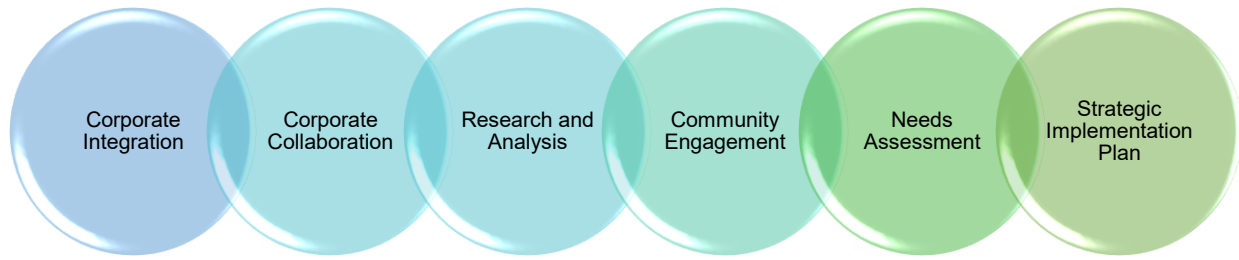 Corporate
Integration
Corporate
Collaboration
Research and
Analysis
Community
Engagement
Needs
Assessment
Strategic
Implementation
Plan